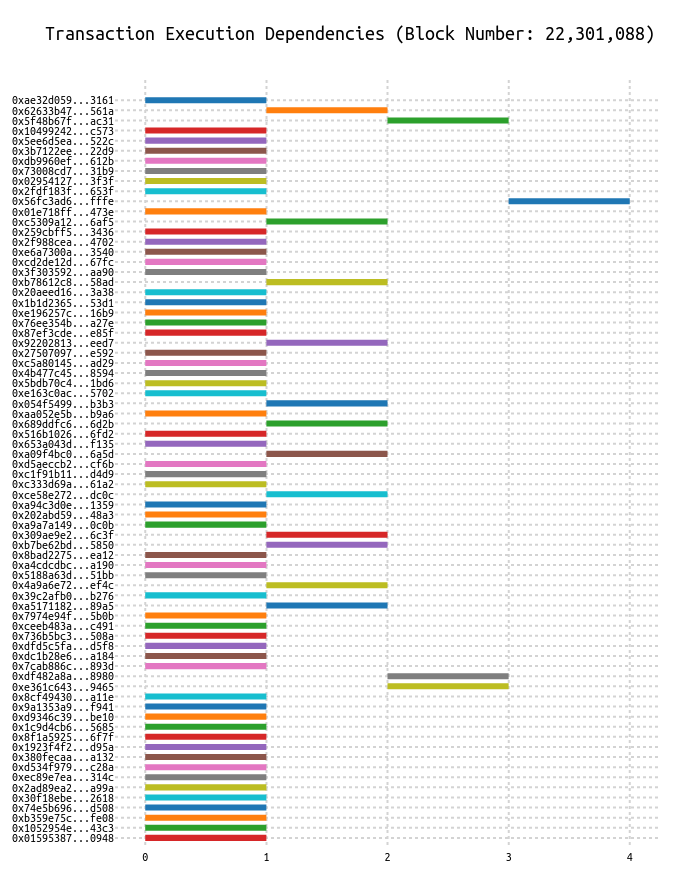 Transaction Execution Dependencies (Block Number: 22,301,088)
0xae32d059...3161
0x62633b47...561a
0x5f48b67f...ac31
0x10499242...c573
0x5ee6d5ea...522c
0x3b7122ee...22d9
0xdb9960ef...612b
0x73008cd7...31b9
0x02954127...3f3f
0x2fdf183f...653f
0x56fc3ad6...fffe
0x01e718ff...473e
0xc5309a12...6af5
0x259cbff5...3436
0x2f988cea...4702
0xe6a7300a...3540
0xcd2de12d...67fc
0x3f303592...aa90
0xb78612c8...58ad
0x20aeed16...3a38
0x1b1d2365...53d1
0xe196257c...16b9
0x76ee354b...a27e
0x87ef3cde...e85f
0x92202813...eed7
0x27507097...e592
0xc5a80145...ad29
0x4b477c45...8594
0x5bdb70c4...1bd6
0xe163c0ac...5702
0x054f5499...b3b3
0xaa052e5b...b9a6
0x689ddfc6...6d2b
0x516b1026...6fd2
0x653a043d...f135
0xa09f4bc0...6a5d
0xd5aeccb2...cf6b
0xc1f91b11...d4d9
0xc333d69a...61a2
0xce58e272...dc0c
0xa94c3d0e...1359
0x202abd59...48a3
0xa9a7a149...0c0b
0x309ae9e2...6c3f
0xb7be62bd...5850
0x8bad2275...ea12
0xa4cdcdbc...a190
0x5188a63d...51bb
0x4a9a6e72...ef4c
0x39c2afb0...b276
0xa5171182...89a5
0x7974e94f...5b0b
0xceeb483a...c491
0x736b5bc3...508a
0xdfd5c5fa...d5f8
0xdc1b28e6...a184
0x7cab886c...893d
0xdf482a8a...8980
0xe361c643...9465
0x8cf49430...a11e
0x9a1353a9...f941
0xd9346c39...be10
0x1c9d4cb6...5685
0x8f1a5925...6f7f
0x1923f4f2...d95a
0x380fecaa...a132
0xd534f979...c28a
0xec89e7ea...314c
0x2ad89ea2...a99a
0x30f18ebe...2618
0x74e5b696...d508
0xb359e75c...fe08
0x1052954e...43c3
0x01595387...0948
0 1 2 3 4